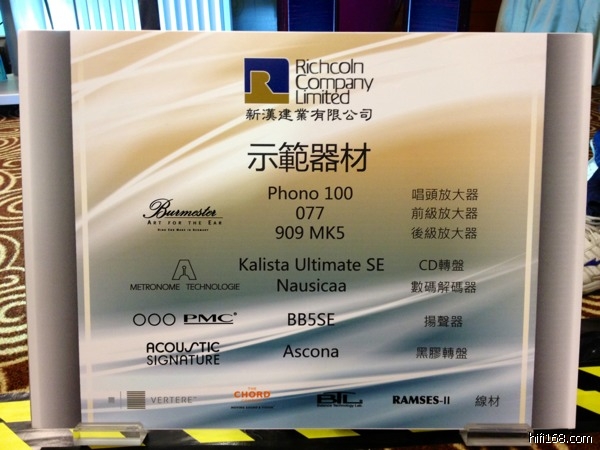 Richcoln
Company
Limited
新漢建業有限公司
示範器材
Burmester
ART FOR THE EAR
Phono 100 唱頭放大器
077 前級放大器
909 MK5 後級放大器
METRONOME TECHNOLOGIE
Kalista Ultimate SE CD轉盤
Nausicaa 數碼解碼器
PMC BB5SE 揚聲器
ACOUSTIC
SIGNATURE
Ascona 黑膠轉盤
VERTERE
THE
CHORD
BTL
RAMSES-II 線材
hifi168.com